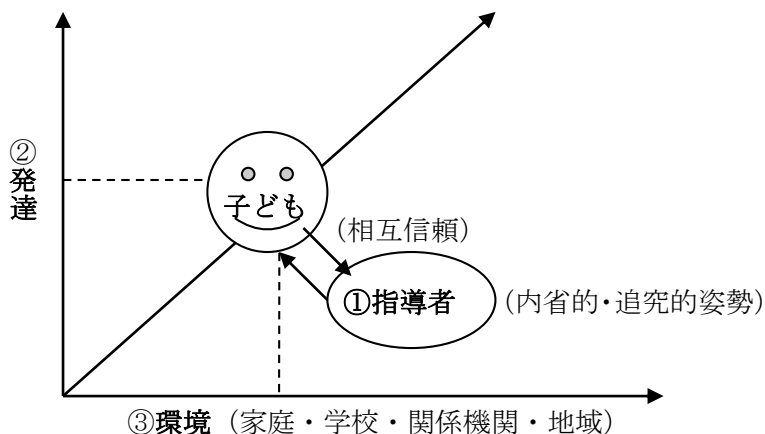 ②発達
子ども
(相互信頼)
①指導者
(内省的・追究的姿勢)
③環境（家庭・学校・関係機関・地域）